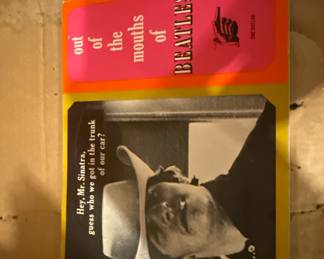 out
of
the
mouths
of
BEATLES
Hey, Mr. Sinatra,
guess who we got in the trunk
of our car?